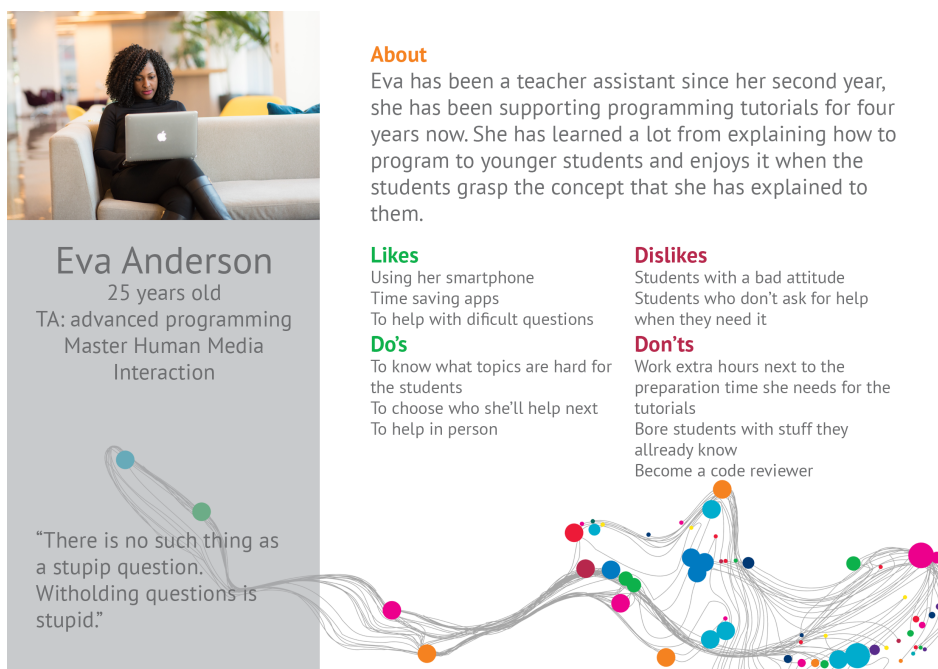 Eva Anderson
25 years old
TA: advanced programming
Master Human Media
Interaction
“There is no such thing as
a stupip question.
Witholding questions is
stupid.”
About
Eva has been a teacher assistant since her second year,
she has been supporting programming tutorials for four
years now. She has learned a lot from explaining how to
program to younger students and enjoys it when the
students grasp the concept that she has explained to
them.
Likes
Using her smartphone
Time saving apps
To help with dificult questions
Do’s
To know what topics are hard for
the students
To choose who she’ll help next
To help in person
Dislikes
Students with a bad attitude
Students who don’t ask for help
when they need it
Don’ts
Work extra hours next to the
preparation time she needs for the
tutorials
Bore students with stuff they
allready know
Become a code reviewer